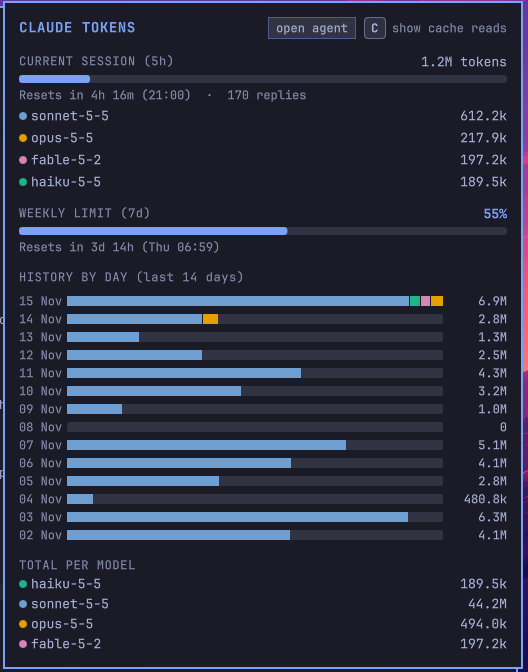 CLAUDE TOKENS open agent C show cache reads
CURRENT SESSION (5h) 1.2M tokens
Resets in 4h 16m (21:00) · 170 replies
sonnet-5-5 612.2k
opus-5-5 217.9k
fable-5-2 197.2k
haiku-5-5 189.5k
WEEKLY LIMIT (7d) 55%
Resets in 3d 14h (Thu 06:59)
HISTORY BY DAY (last 14 days)
15 Nov 6.9M
14 Nov 2.8M
13 Nov 1.3M
12 Nov 2.5M
11 Nov 4.3M
10 Nov 3.2M
09 Nov 1.0M
08 Nov 0
07 Nov 5.1M
06 Nov 4.1M
05 Nov 2.8M
04 Nov 480.8k
03 Nov 6.3M
02 Nov 4.1M
TOTAL PER MODEL
haiku-5-5 189.5k
sonnet-5-5 44.2M
opus-5-5 494.0k
fable-5-2 197.2k